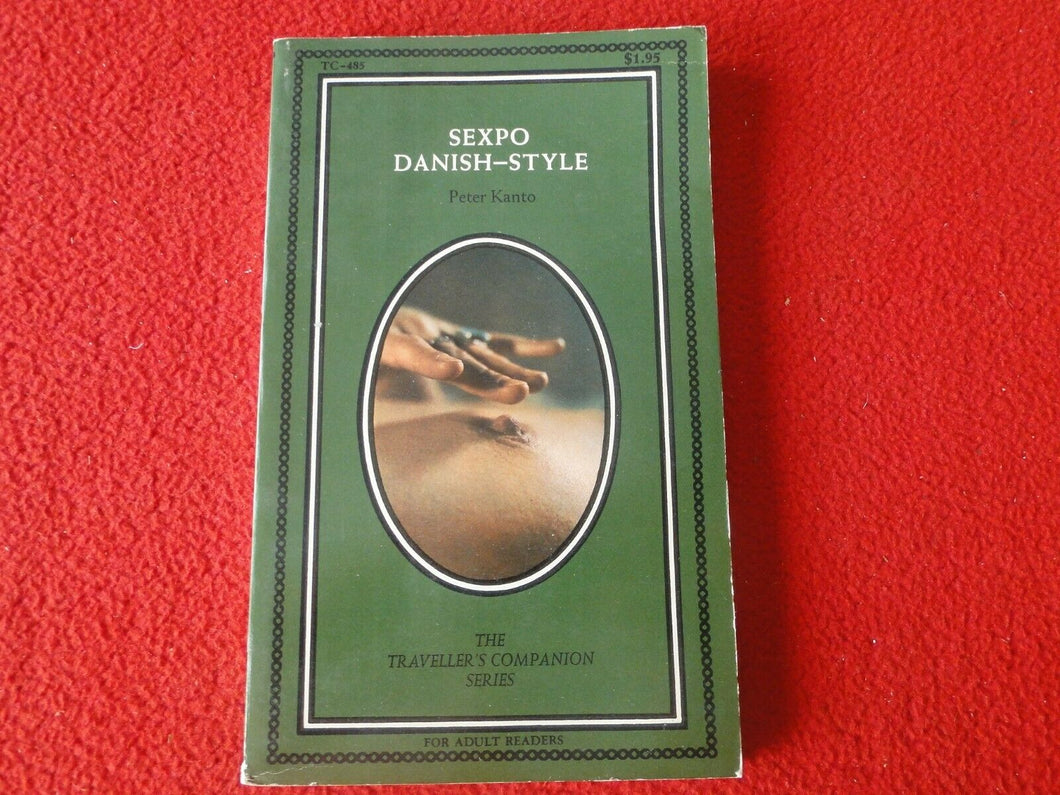 TC-485 $1.95
SEXPO
DANISH-STYLE
Peter Kanto
THE
TRAVELLER'S COMPANION
SERIES
FOR ADULT READERS